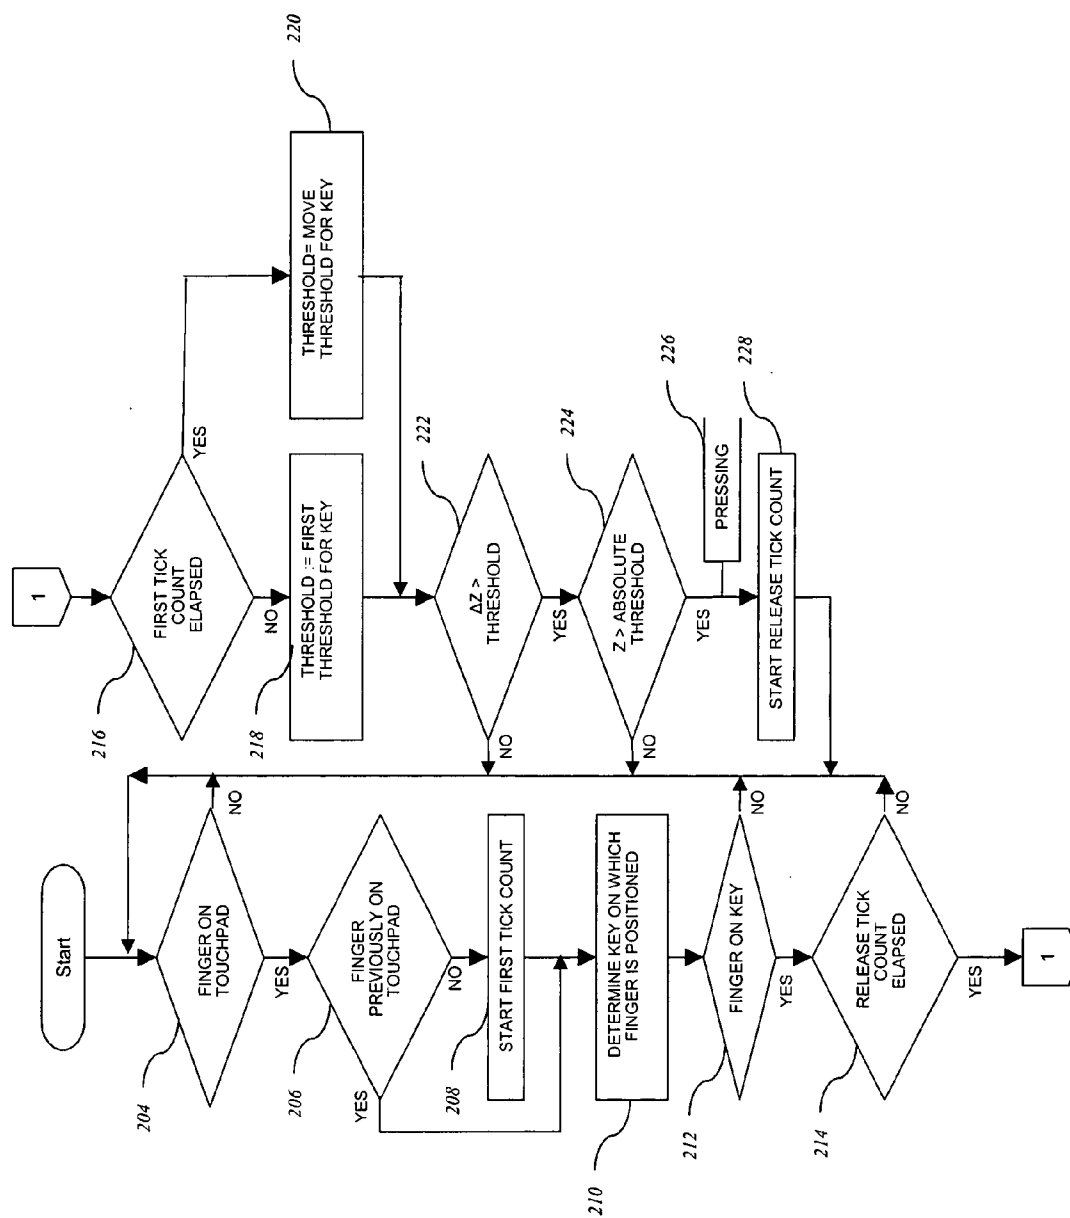 Start
204
FINGER ON
TOUCHPAD
NO
YES
206
FINGER
PREVIOUSLY ON
TOUCHPAD
YES
NO
208
START FIRST TICK COUNT
210
DETERMINE KEY ON WHICH
FINGER IS POSITIONED
212
FINGER ON KEY
NO
YES
214
RELEASE TICK
COUNT
ELAPSED
NO
YES
1
1
216
FIRST TICK
COUNT
ELAPSED
YES
NO
218
THRESHOLD := FIRST
THRESHOLD FOR KEY
220
THRESHOLD= MOVE
THRESHOLD FOR KEY
222
ΔZ >
THRESHOLD
NO
YES
224
Z > ABSOLUTE
THRESHOLD
NO
YES
226
PRESSING
228
START RELEASE TICK COUNT